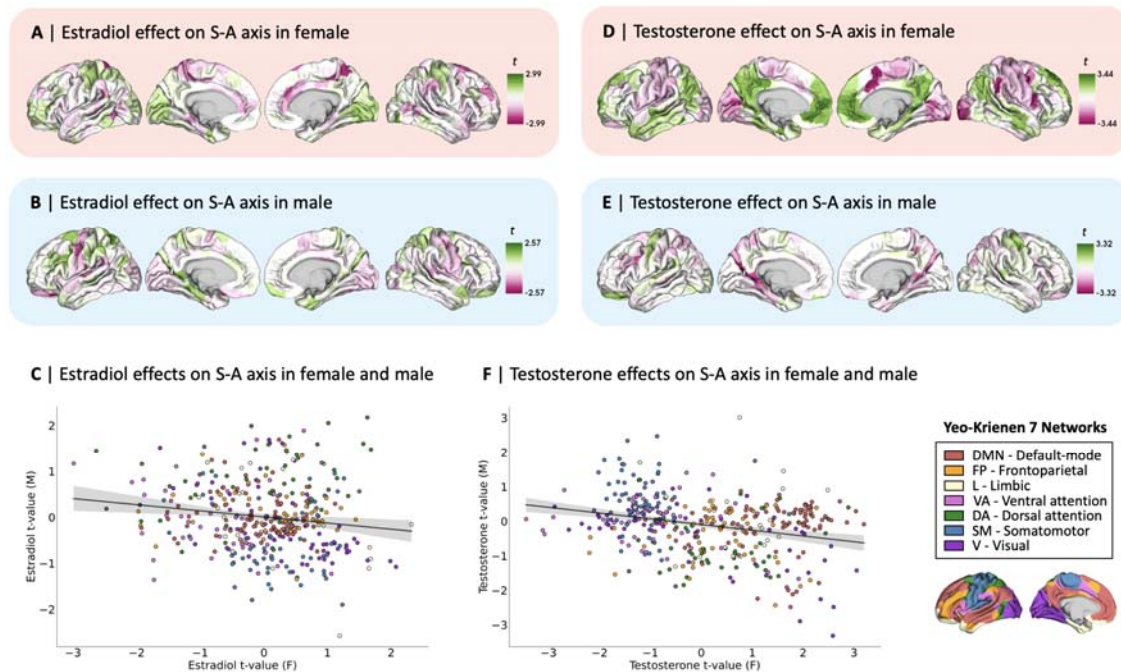 A | Estradiol effect on S-A axis in female
t
2.99
-2.99
D | Testosterone effect on S-A axis in female
t
3.44
-3.44
B | Estradiol effect on S-A axis in male
t
2.57
-2.57
E | Testosterone effect on S-A axis in male
t
3.32
-3.32
C | Estradiol effects on S-A axis in female and male
Estradiol t-value (M)
2
1
0
−1
−2
−3
−2
−1
0
1
2
Estradiol t-value (F)
F | Testosterone effects on S-A axis in female and male
Testosterone t-value (M)
3
2
1
0
−1
−2
−3
−3
−2
−1
0
1
2
3
Testosterone t-value (F)
Yeo-Krienen 7 Networks
DMN - Default-mode
FP - Frontoparietal
L - Limbic
VA - Ventral attention
DA - Dorsal attention
SM - Somatomotor
V - Visual